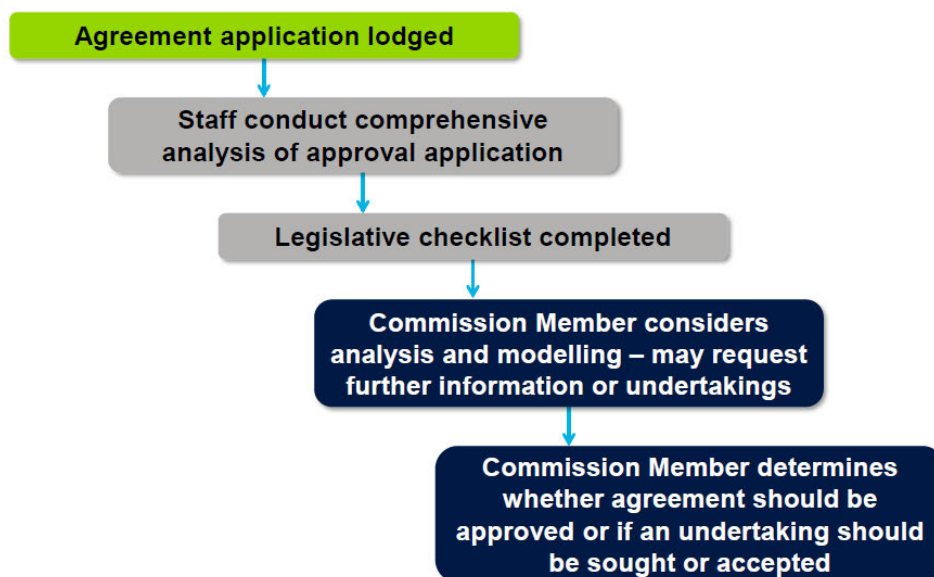 Agreement application lodged
Staff conduct comprehensive
analysis of approval application
Legislative checklist completed
Commission Member considers
analysis and modelling – may request
further information or undertakings
Commission Member determines
whether agreement should be
approved or if an undertaking should
be sought or accepted